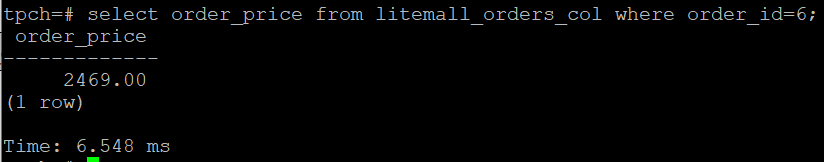 tpch=# select order_price from litemall_orders_col where order_id=6;
order_price
-------------
2469.00
(1 row)
Time: 6.548 ms